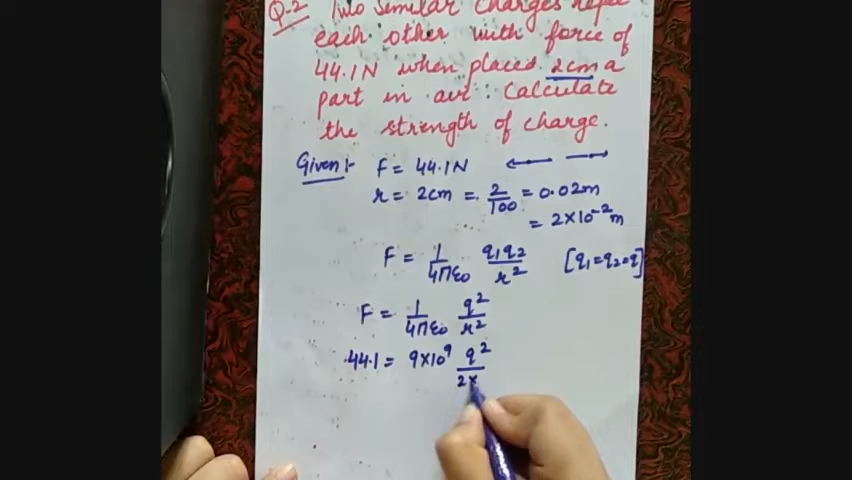 Q-2 Two Similar Charges repe
each other with force of
44.1N when placed 2cm a
part in air. Calculate
the strength of charge.
Given:- F = 44.1N
r = 2cm = 2/100 = 0.02m
= 2×10⁻² m
F = 1/4πε₀ q₁q₂/r² [q₁=q₂=q]
F = 1/4πε₀ q²/r²
44.1 = 9×10⁹ q²/2×